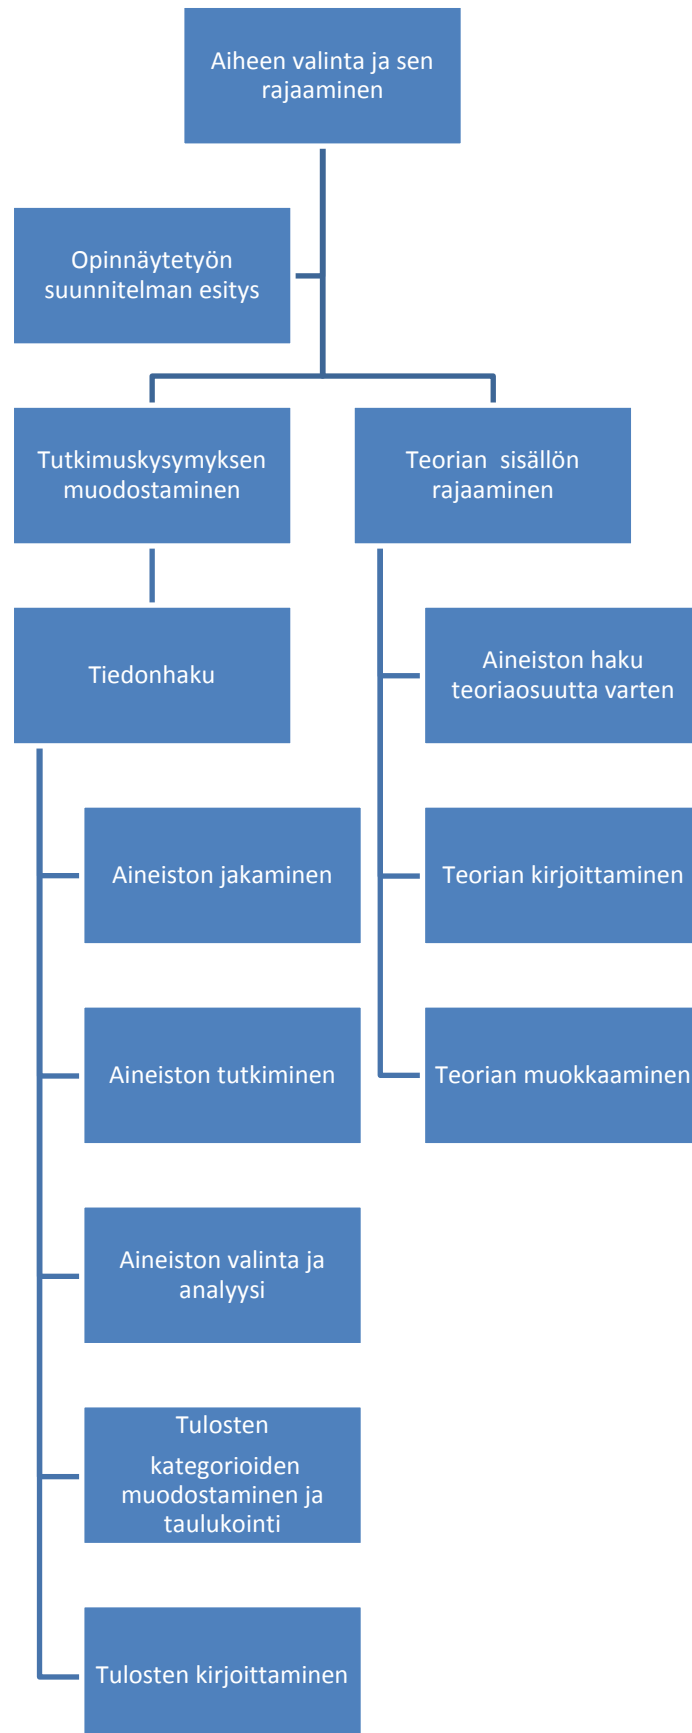 Aiheen valinta ja sen
rajaaminen
Opinnäytetyön
suunnitelman esitys
Tutkimuskysymyksen
muodostaminen
Teorian sisällön
rajaaminen
Tiedonhaku
Aineiston haku
teoriaosuutta varten
Aineiston jakaminen
Teorian kirjoittaminen
Aineiston tutkiminen
Teorian muokkaaminen
Aineiston valinta ja
analyysi
Tulosten
kategorioiden
muodostaminen ja
taulukointi
Tulosten kirjoittaminen